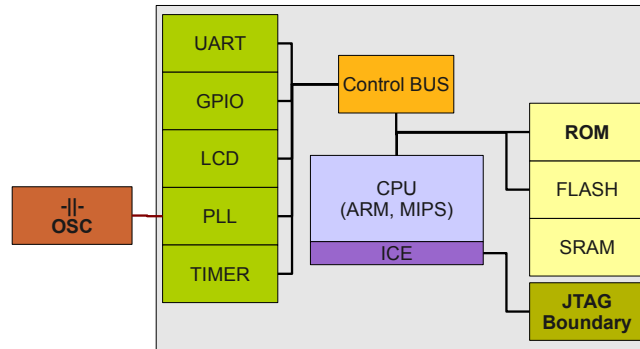 UART
GPIO
LCD
PLL
TIMER
-||-
OSC
Control BUS
CPU
(ARM, MIPS)
ICE
ROM
FLASH
SRAM
JTAG
Boundary